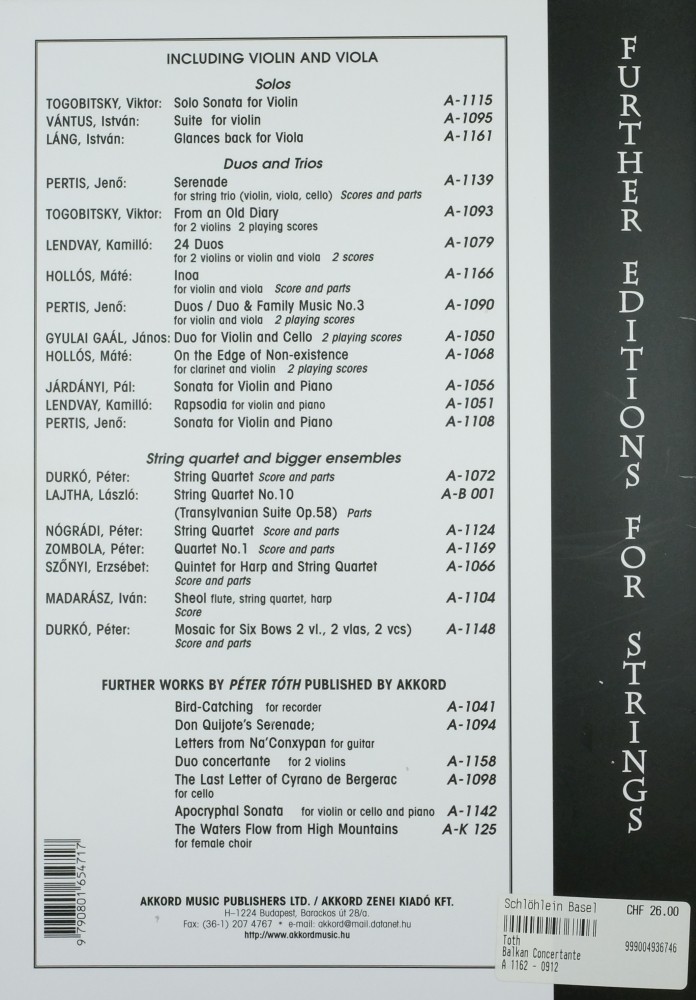 INCLUDING VIOLIN AND VIOLA
Solos
TOGOBITSKY, Viktor: Solo Sonata for Violin A-1115
VÁNTUS, István: Suite for violin A-1095
LÁNG, István: Glances back for Viola A-1161
Duos and Trios
PERTIS, Jenő: Serenade A-1139
for string trio (violin, viola, cello) Scores and parts
TOGOBITSKY, Viktor: From an Old Diary A-1093
for 2 violins 2 playing scores
LENDVAY, Kamilló: 24 Duos A-1079
for 2 violins or violin and viola 2 scores
HOLLÓS, Máté: Inoa A-1166
for violin and viola Score and parts
PERTIS, Jenő: Duos / Duo & Family Music No.3 A-1090
for violin and viola 2 playing scores
GYULAI GAÁL, János: Duo for Violin and Cello 2 playing scores A-1050
HOLLÓS, Máté: On the Edge of Non-existence A-1068
for clarinet and violin 2 playing scores
JÁRDÁNYI, Pál: Sonata for Violin and Piano A-1056
LENDVAY, Kamilló: Rapsodia for violin and piano A-1051
PERTIS, Jenő: Sonata for Violin and Piano A-1108
String quartet and bigger ensembles
DURKÓ, Péter: String Quartet Score and parts A-1072
LAJTHA, László: String Quartet No.10 A-B 001
(Transylvanian Suite Op.58) Parts
NÓGRÁDI, Péter: String Quartet Score and parts A-1124
ZOMBOLA, Péter: Quartet No.1 Score and parts A-1169
SZŐNYI, Erzsébet: Quintet for Harp and String Quartet A-1066
Score and parts
MADARÁSZ, Iván: Sheol flute, string quartet, harp A-1104
Score
DURKÓ, Péter: Mosaic for Six Bows 2 vl., 2 vlas, 2 vcs) A-1148
Score and parts
FURTHER WORKS BY PÉTER TÓTH PUBLISHED BY AKKORD
Bird-Catching for recorder A-1041
Don Quijote's Serenade; A-1094
Letters from Na'Conxypan for guitar
Duo concertante for 2 violins A-1158
The Last Letter of Cyrano de Bergerac A-1098
for cello
Apocryphal Sonata for violin or cello and piano A-1142
The Waters Flow from High Mountains A-K 125
for female choir
9 790801 654717
AKKORD MUSIC PUBLISHERS LTD. / AKKORD ZENEI KIADÓ KFT.
H-1224 Budapest, Barackos út 28/a.
Fax: (36-1) 207 4767 • e-mail: akkord@mail.datanet.hu
http://www.akkordmusic.hu
FURTHER EDITIONS FOR STRINGS
Schlöhlein Basel CHF 26.00
Toth 999004936746
Balkan Concertante
A 1162 - 0912